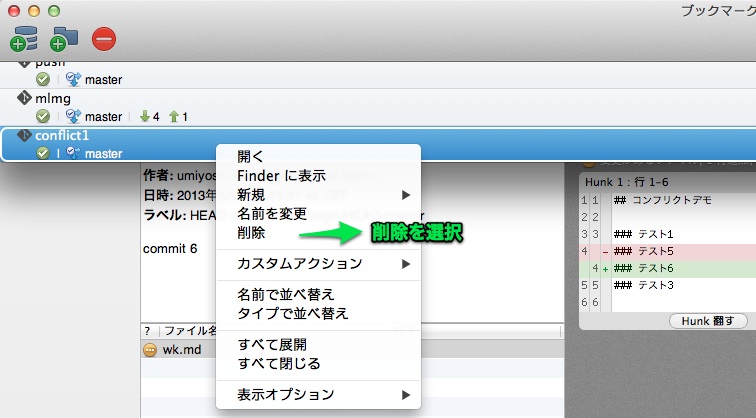 ブックマーク
push
master
mlmg
master 4 1
conflict1
master
開く
Finder に表示
新規
名前を変更
削除
カスタムアクション
名前で並べ替え
タイプで並べ替え
すべて展開
すべて閉じる
表示オプション
削除を選択
作者: umiyos
日時: 2013年
ラベル: HEA
commit 6
? ファイル名
wk.md
Hunk 1 : 行 1-6
1 1 ## コンフリクトデモ
2 2
3 3 ### テスト1
4 - ### テスト5
4 + ### テスト6
5 5 ### テスト3
6 6
Hunk 翻す